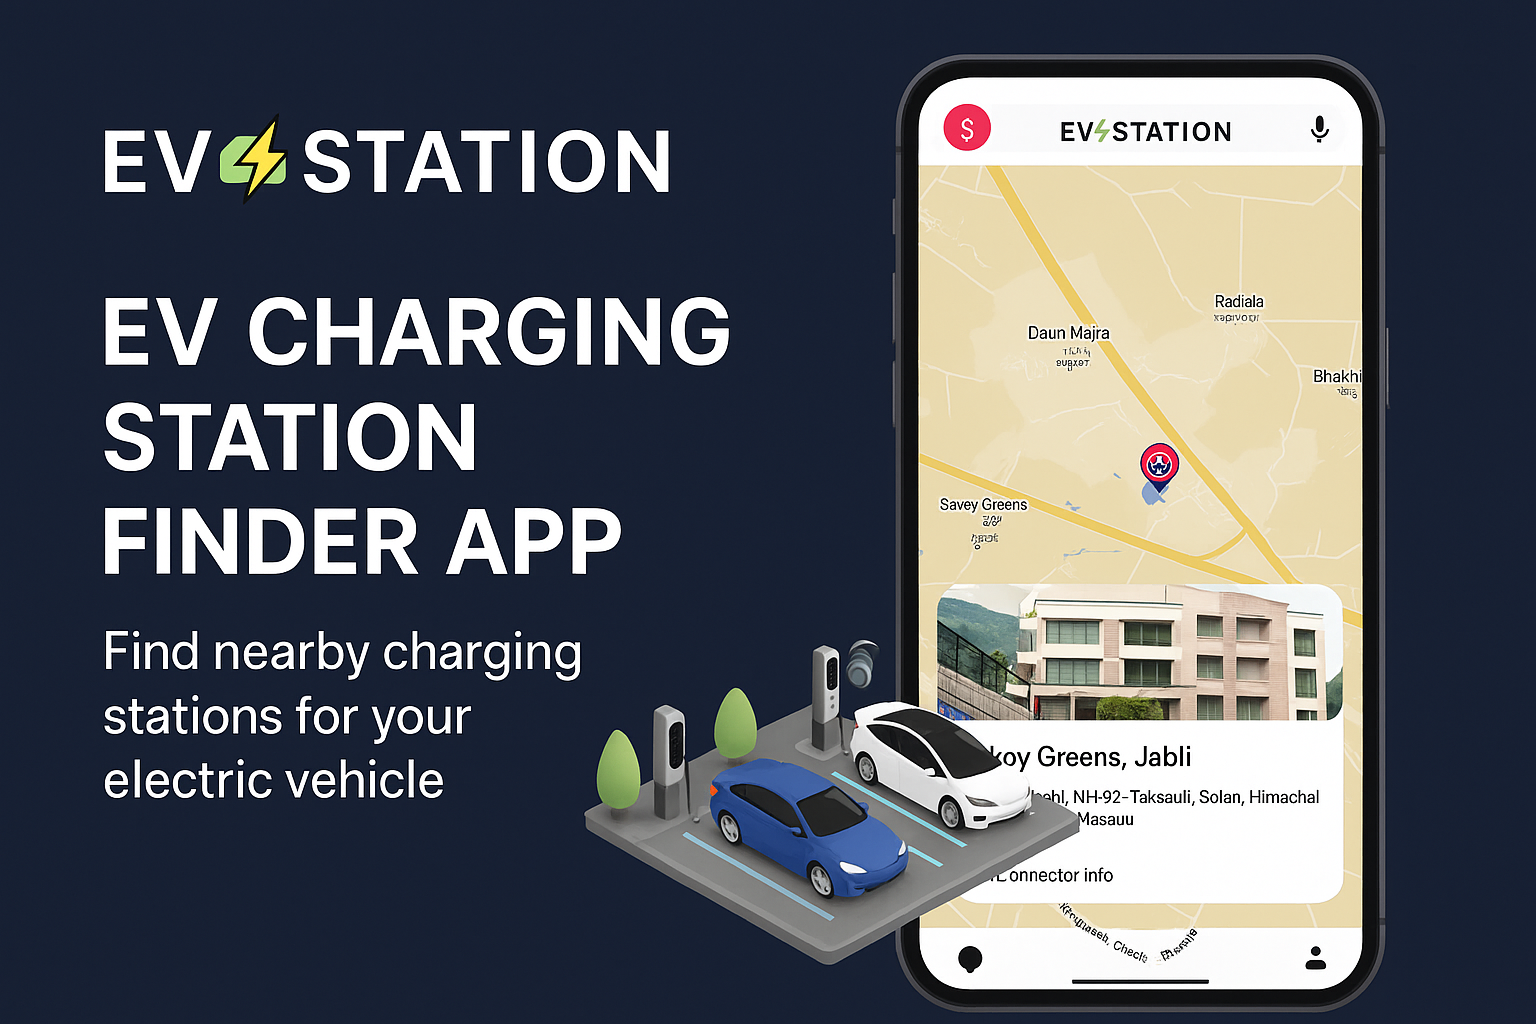 EV STATION
EV CHARGING
STATION
FINDER APP
Find nearby charging
stations for your
electric vehicle
$
EV STATION
Radiala
Daun Majra
Bhakhi
Savey Greens
koy Greens, Jabli
NH-92-Taksauli, Solan, Himachal
Masauu
onnector info
Check